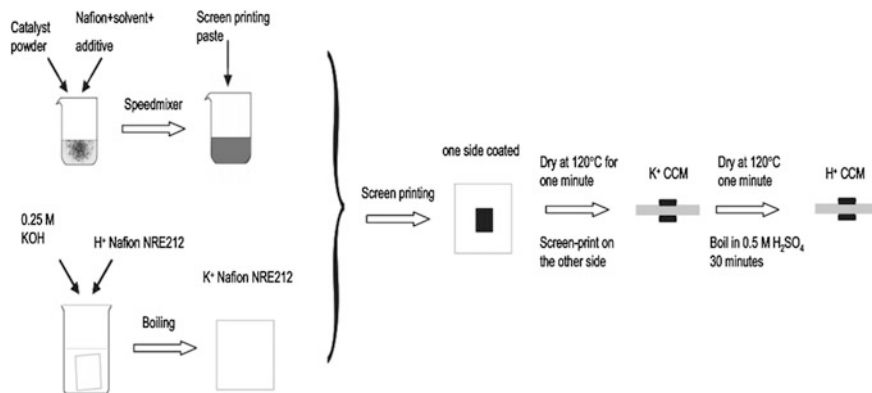 Catalyst
powder
Nafion+solvent+
additive
Screen printing
paste
Speedmixer
0.25 M
KOH
H⁺ Nafion NRE212
K⁺ Nafion NRE212
Boiling
Screen printing
one side coated
Dry at 120°C for
one minute
Screen-print on
the other side
K⁺ CCM
Dry at 120°C
one minute
Boil in 0.5 M H₂SO₄
30 minutes
H⁺ CCM